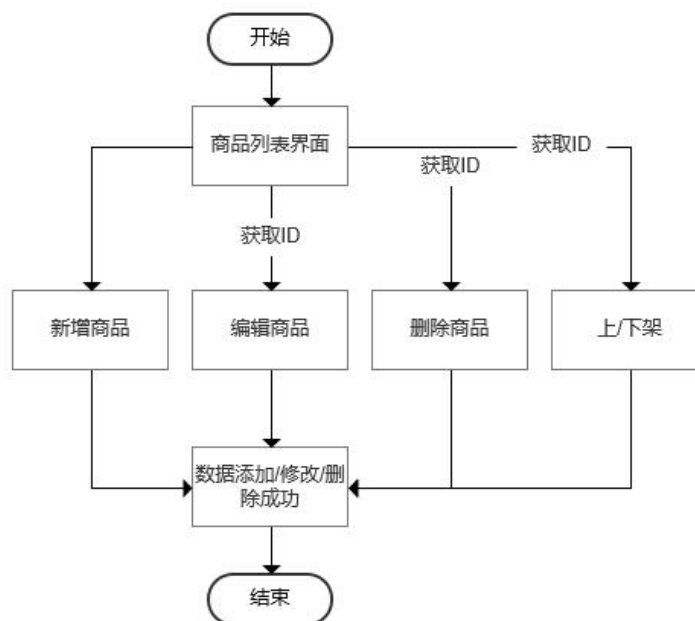 开始
商品列表界面
获取ID
获取ID
获取ID
新增商品
编辑商品
删除商品
上/下架
数据添加/修改/删
除成功
结束